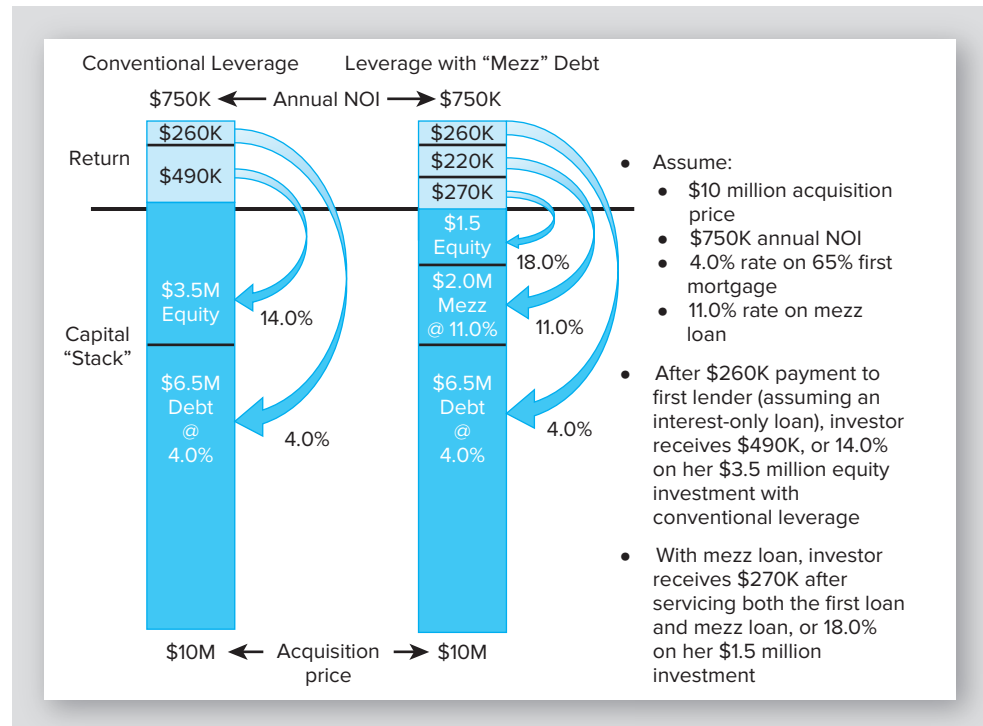 Conventional Leverage
Leverage with “Mezz” Debt
$750K
Annual NOI
$750K
Return
$260K
$490K
$260K
$220K
$270K
Capital
“Stack”
$3.5M
Equity
14.0%
$6.5M
Debt
@
4.0%
4.0%
$1.5
Equity
18.0%
$2.0M
Mezz
@ 11.0%
11.0%
$6.5M
Debt
@
4.0%
4.0%
$10M
Acquisition
price
$10M
● Assume:
● $10 million acquisition
price
● $750K annual NOI
● 4.0% rate on 65% first
mortgage
● 11.0% rate on mezz
loan
● After $260K payment to
first lender (assuming an
interest-only loan), investor
receives $490K, or 14.0%
on her $3.5 million equity
investment with
conventional leverage
● With mezz loan, investor
receives $270K after
servicing both the first loan
and mezz loan, or 18.0%
on her $1.5 million
investment